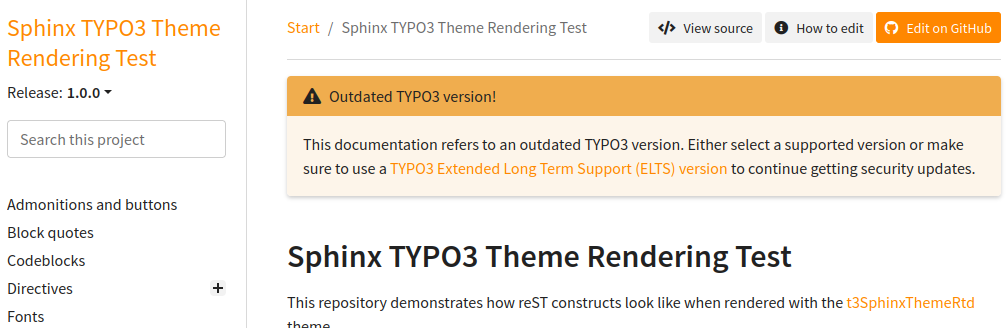 Sphinx TYPO3 Theme
Rendering Test
Release: 1.0.0
Search this project
Admonitions and buttons
Block quotes
Codeblocks
Directives
Fonts
Start / Sphinx TYPO3 Theme Rendering Test
View source
How to edit
Edit on GitHub
Outdated TYPO3 version!
This documentation refers to an outdated TYPO3 version. Either select a supported version or make
sure to use a TYPO3 Extended Long Term Support (ELTS) version to continue getting security updates.
Sphinx TYPO3 Theme Rendering Test
This repository demonstrates how reST constructs look like when rendered with the t3SphinxThemeRtd
theme.